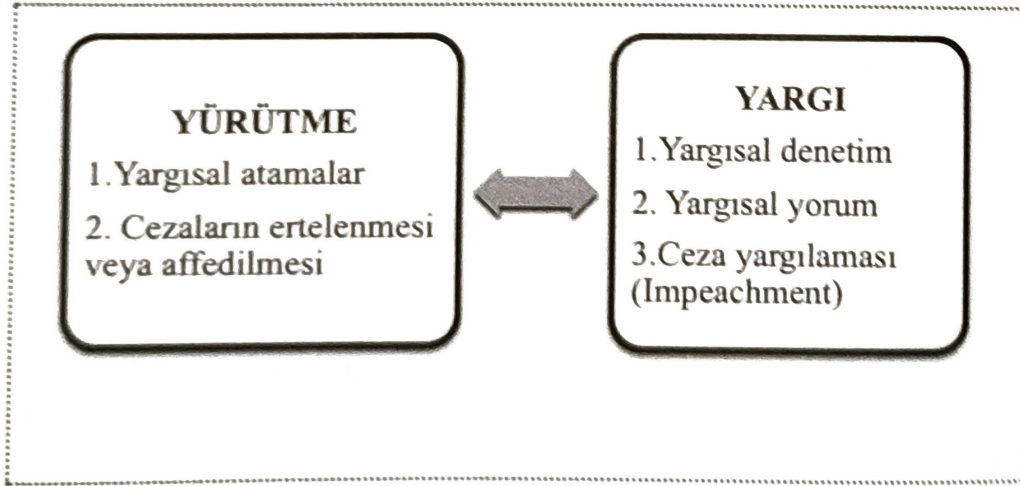 YÜRÜTME
1.Yargısal atamalar
2. Cezaların ertelenmesi
veya affedilmesi
YARGI
1.Yargısal denetim
2. Yargısal yorum
3.Ceza yargılaması
(Impeachment)